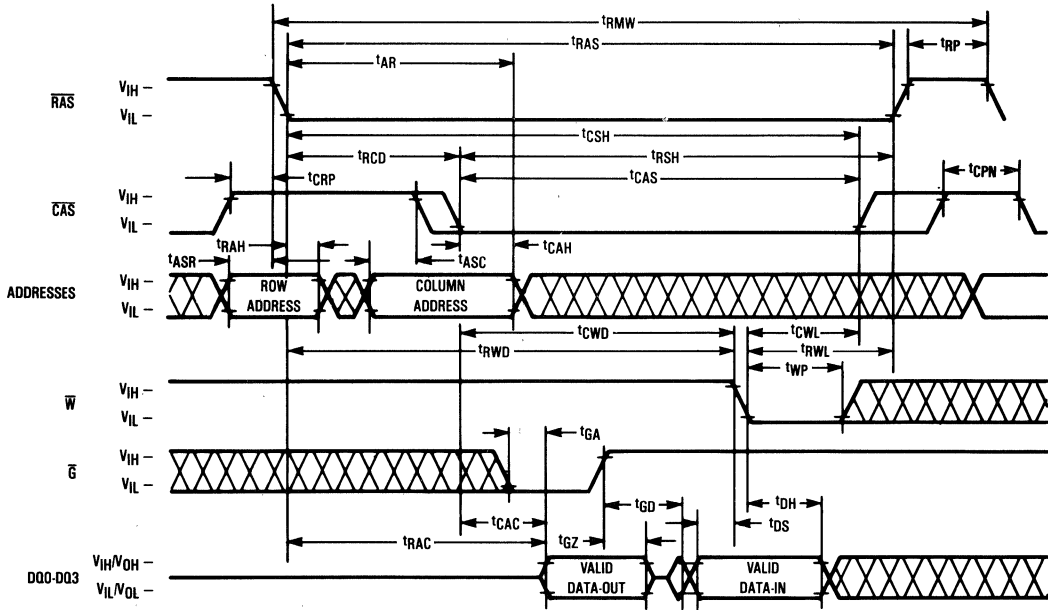 tRMW
tRAS
tRP
tAR
RAS
VIH –
VIL –
tCSH
tRCD
tRSH
tCRP
tCAS
tCPN
CAS
VIH –
VIL –
tRAH
tCAH
tASR
tASC
ADDRESSES
VIH –
VIL –
ROW
ADDRESS
COLUMN
ADDRESS
tCWD
tCWL
tRWD
tRWL
tWP
W
VIH –
VIL –
tGA
G
VIH –
VIL –
tGD
tDH
tCAC
tDS
tRAC
tGZ
DQ0-DQ3
VIH/VOH –
VIL/VOL –
VALID
DATA-OUT
VALID
DATA-IN